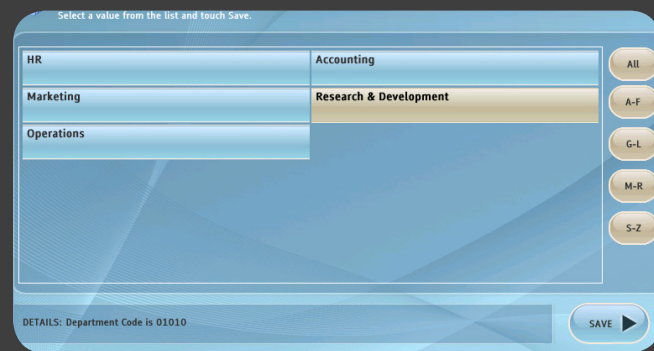 Select a value from the list and touch Save.
HR
Accounting
All
Marketing
Research & Development
A-F
Operations
G-L
M-R
S-Z
DETAILS: Department Code is 01010
SAVE